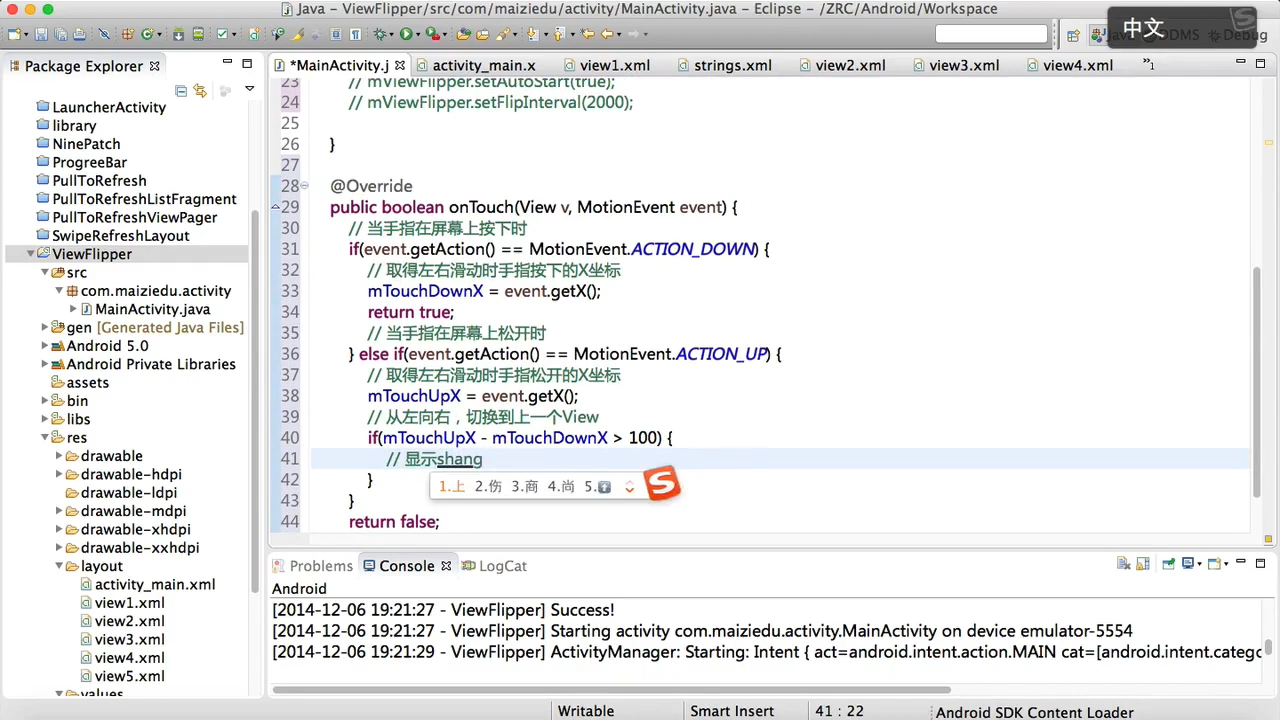 Java - ViewFlipper/src/com/maiziedu/activity/MainActivity.java - Eclipse - /ZRC/Android/Workspace
中文
DDMS
Debug
Package Explorer
*MainActivity.j
activity_main.x
view1.xml
strings.xml
view2.xml
view3.xml
view4.xml
»1
LauncherActivity
library
NinePatch
ProgreeBar
PullToRefresh
PullToRefreshListFragment
PullToRefreshViewPager
SwipeRefreshLayout
ViewFlipper
src
com.maiziedu.activity
MainActivity.java
gen [Generated Java Files]
Android 5.0
Android Private Libraries
assets
bin
libs
res
drawable
drawable-hdpi
drawable-ldpi
drawable-mdpi
drawable-xhdpi
drawable-xxhdpi
layout
activity_main.xml
view1.xml
view2.xml
view3.xml
view4.xml
view5.xml
values
23 // mViewFlipper.setAutoStart(true);
24 // mViewFlipper.setFlipInterval(2000);
25
26 }
27
28 @Override
29 public boolean onTouch(View v, MotionEvent event) {
30 // 当手指在屏幕上按下时
31 if(event.getAction() == MotionEvent.ACTION_DOWN) {
32 // 取得左右滑动时手指按下的X坐标
33 mTouchDownX = event.getX();
34 return true;
35 // 当手指在屏幕上松开时
36 } else if(event.getAction() == MotionEvent.ACTION_UP) {
37 // 取得左右滑动时手指松开的X坐标
38 mTouchUpX = event.getX();
39 // 从左向右，切换到上一个View
40 if(mTouchUpX - mTouchDownX > 100) {
41 // 显示shang
42 }
1.上 2.伤 3.商 4.尚 5.
43 }
44 return false;
Problems
Console
LogCat
Android
[2014-12-06 19:21:27 - ViewFlipper] Success!
[2014-12-06 19:21:27 - ViewFlipper] Starting activity com.maiziedu.activity.MainActivity on device emulator-5554
[2014-12-06 19:21:29 - ViewFlipper] ActivityManager: Starting: Intent { act=android.intent.action.MAIN cat=[android.intent.catego
Writable
Smart Insert
41 : 22
Android SDK Content Loader